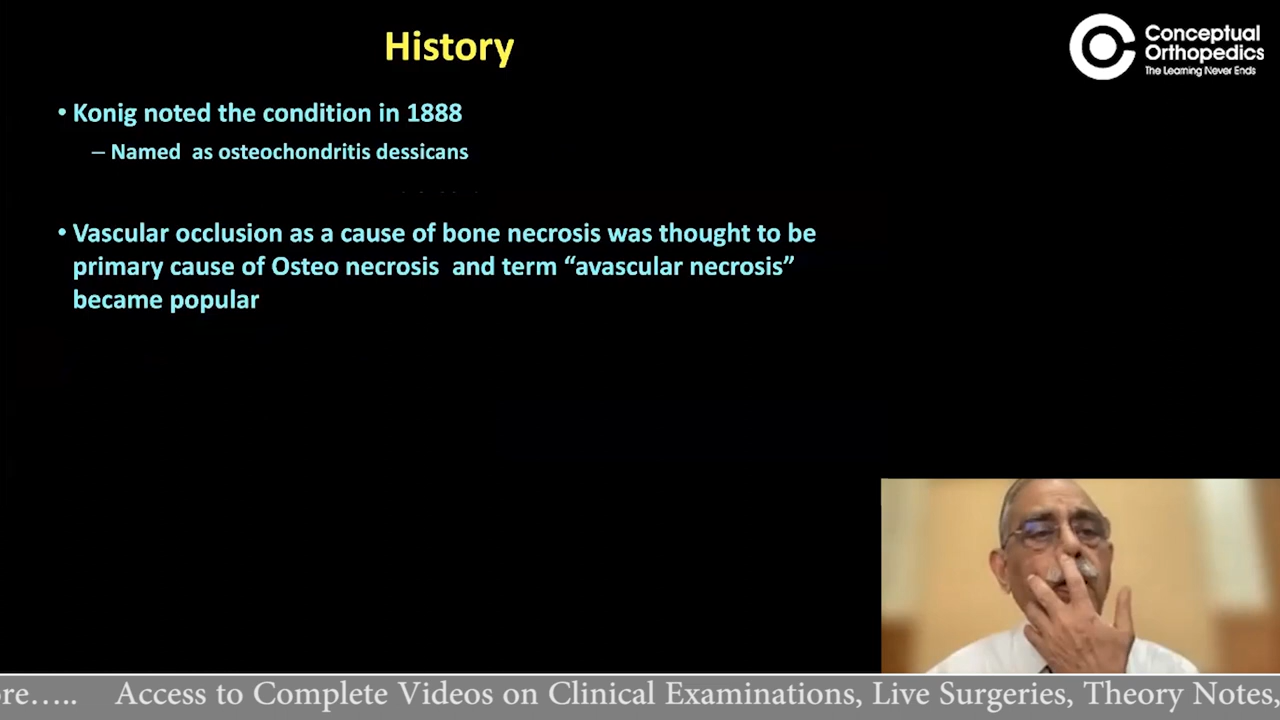 History
Conceptual
Orthopedics
The Learning Never Ends
• Konig noted the condition in 1888
– Named as osteochondritis dessicans
• Vascular occlusion as a cause of bone necrosis was thought to be
primary cause of Osteo necrosis and term “avascular necrosis”
became popular
re….. Access to Complete Videos on Clinical Examinations, Live Surgeries, Theory Notes,